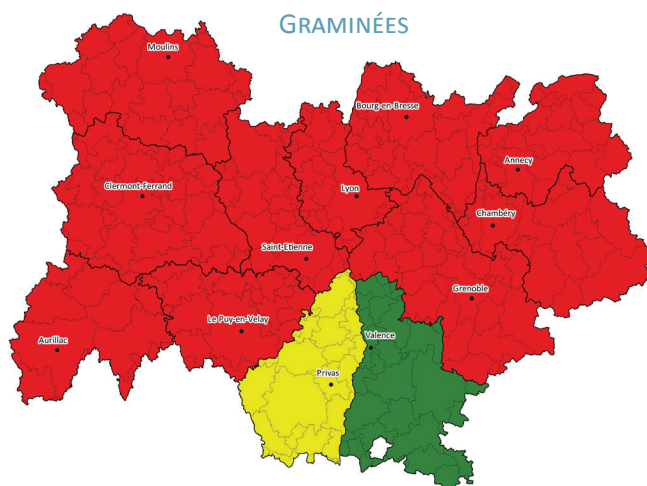 GRAMINÉES
Moulins
Bourg-en-Bresse
Annecy
Clermont-Ferrand
Lyon
Chambéry
Saint-Etienne
Grenoble
Le Puy-en-Velay
Aurillac
Valence
Privas